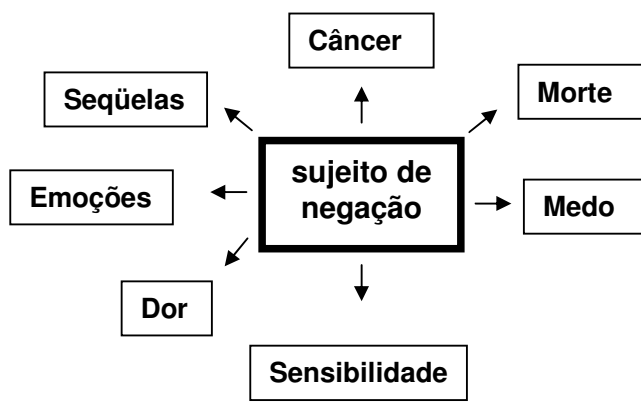 Câncer
Seqüelas
Morte
sujeito de
negação
Emoções
Medo
Dor
Sensibilidade